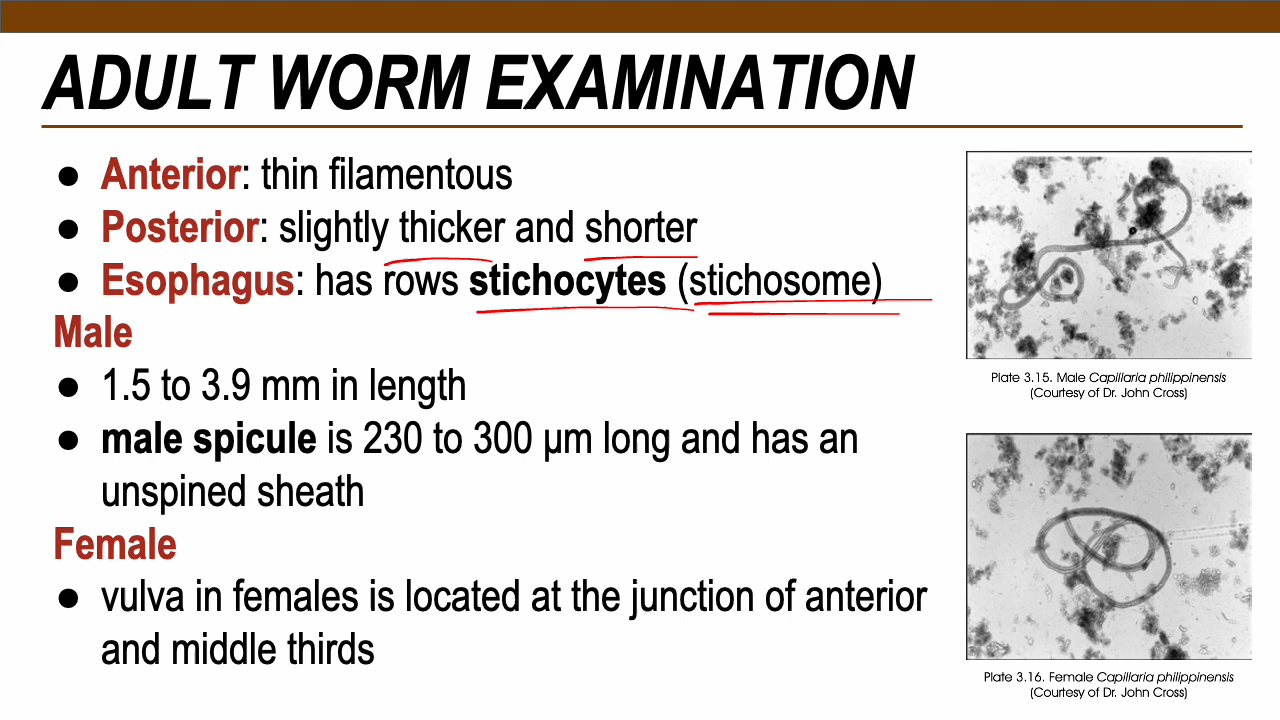 ADULT WORM EXAMINATION
● Anterior: thin filamentous
● Posterior: slightly thicker and shorter
● Esophagus: has rows stichocytes (stichosome)
Male
● 1.5 to 3.9 mm in length
● male spicule is 230 to 300 µm long and has an
unspined sheath
Female
● vulva in females is located at the junction of anterior
and middle thirds
Plate 3.15. Male Capillaria philippinensis
(Courtesy of Dr. John Cross)
Plate 3.16. Female Capillaria philippinensis
(Courtesy of Dr. John Cross)